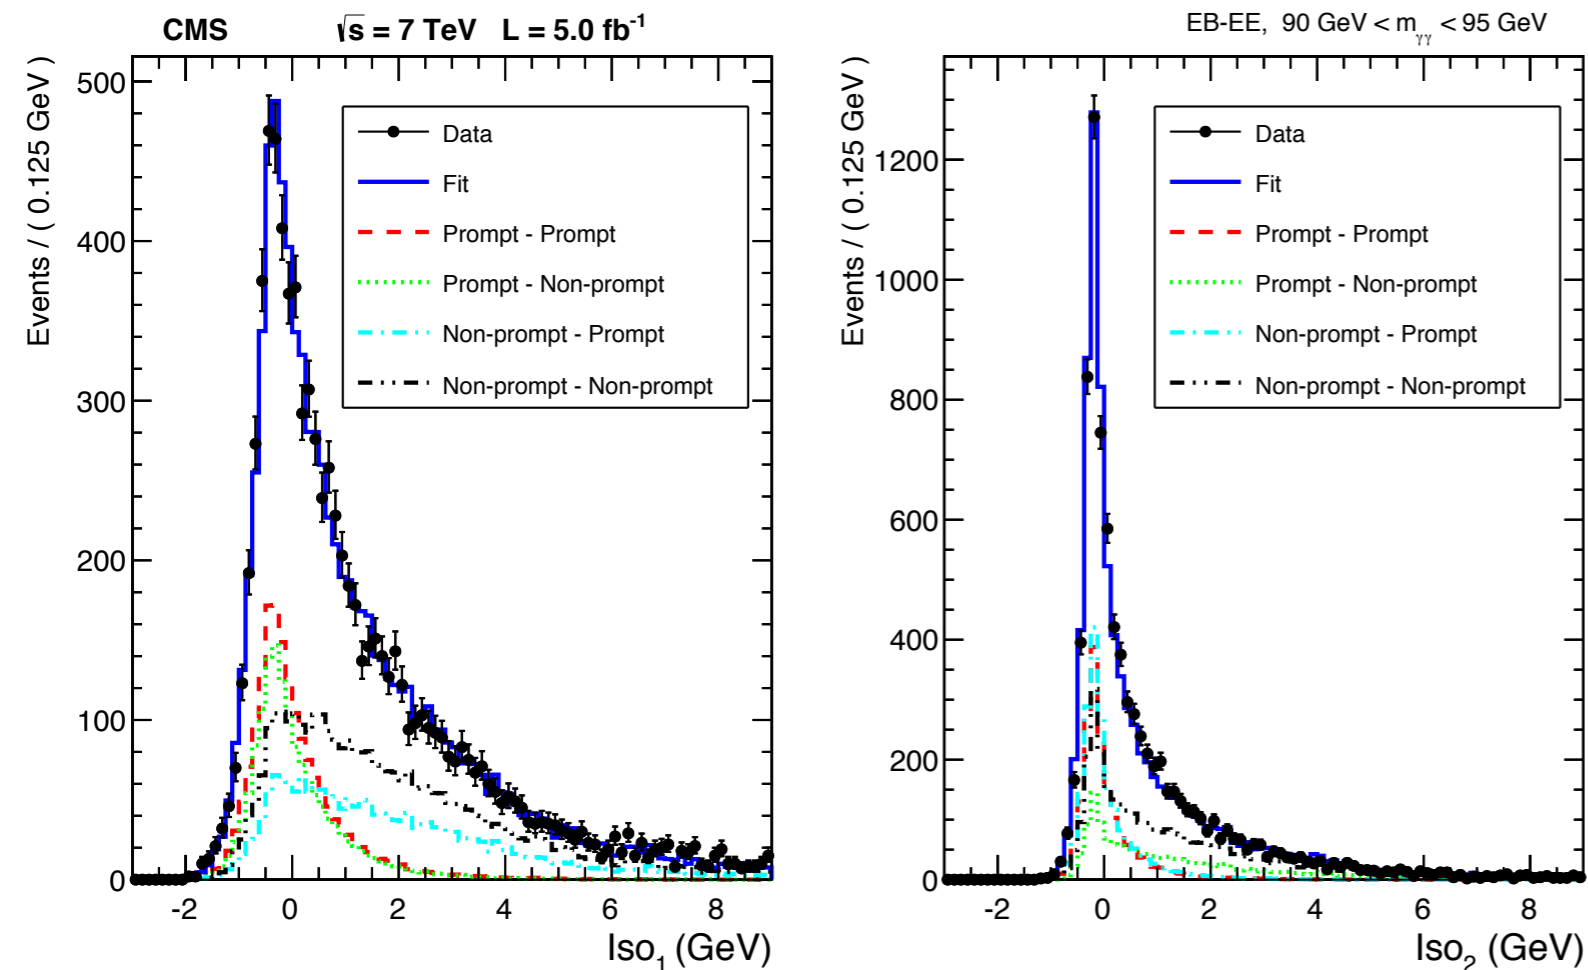 CMS √s = 7 TeV L = 5.0 fb⁻¹
EB-EE, 90 GeV < mγγ < 95 GeV
Events / ( 0.125 GeV )
500
400
300
200
100
0
Data
Fit
Prompt - Prompt
Prompt - Non-prompt
Non-prompt - Prompt
Non-prompt - Non-prompt
-2 0 2 4 6 8
Iso₁ (GeV)
Events / ( 0.125 GeV )
1200
1000
800
600
400
200
0
Data
Fit
Prompt - Prompt
Prompt - Non-prompt
Non-prompt - Prompt
Non-prompt - Non-prompt
-2 0 2 4 6 8
Iso₂ (GeV)